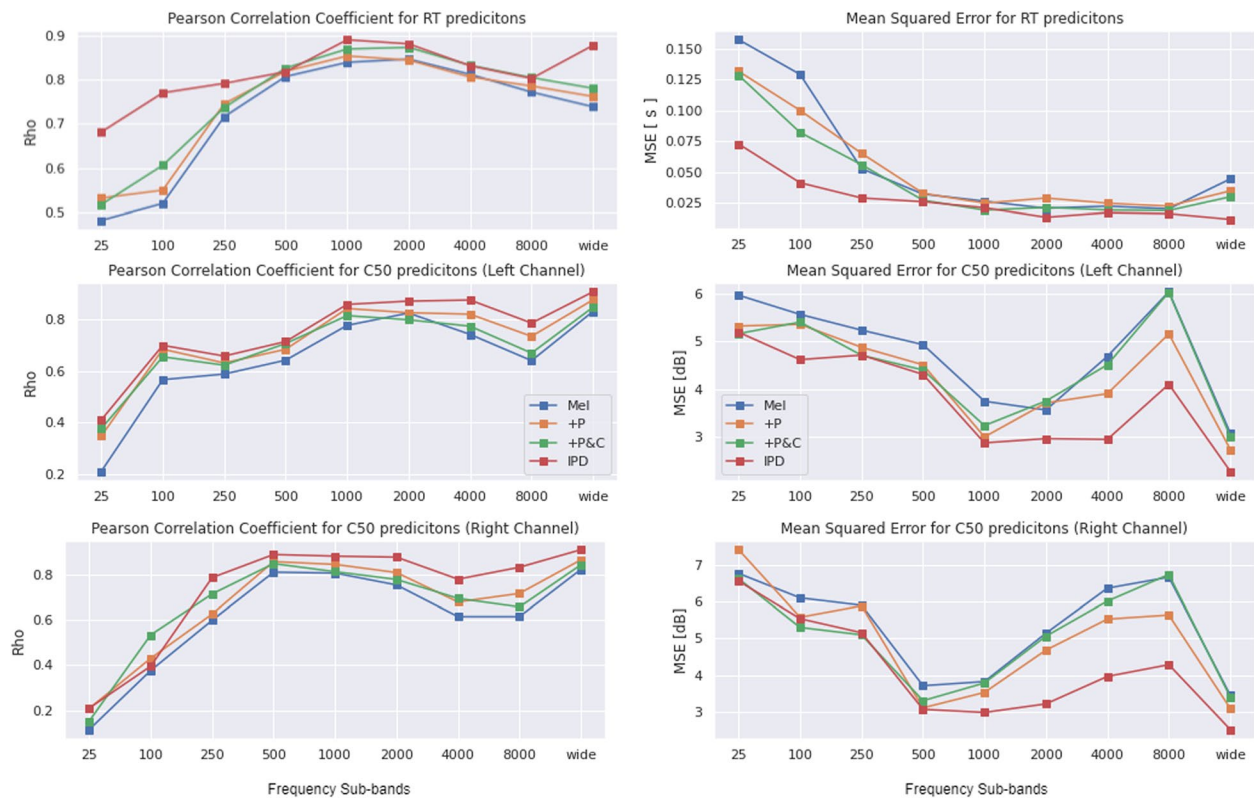 Pearson Correlation Coefficient for RT predicitons
Rho
0.9
0.8
0.7
0.6
0.5
25 100 250 500 1000 2000 4000 8000 wide
Mean Squared Error for RT predicitons
MSE [ s ]
0.150
0.125
0.100
0.075
0.050
0.025
25 100 250 500 1000 2000 4000 8000 wide
Pearson Correlation Coefficient for C50 predicitons (Left Channel)
Rho
0.8
0.6
0.4
0.2
Mel
+P
+P&C
IPD
25 100 250 500 1000 2000 4000 8000 wide
Mean Squared Error for C50 predicitons (Left Channel)
MSE [dB]
6
5
4
3
Mel
+P
+P&C
IPD
25 100 250 500 1000 2000 4000 8000 wide
Pearson Correlation Coefficient for C50 predicitons (Right Channel)
Rho
0.8
0.6
0.4
0.2
25 100 250 500 1000 2000 4000 8000 wide
Frequency Sub-bands
Mean Squared Error for C50 predicitons (Right Channel)
MSE [dB]
7
6
5
4
3
25 100 250 500 1000 2000 4000 8000 wide
Frequency Sub-bands